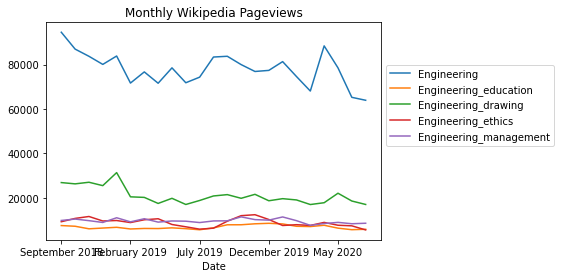 Monthly Wikipedia Pageviews
80000
60000
40000
20000
Engineering
Engineering_education
Engineering_drawing
Engineering_ethics
Engineering_management
February 2019
July 2019
December 2019
May 2020
Date